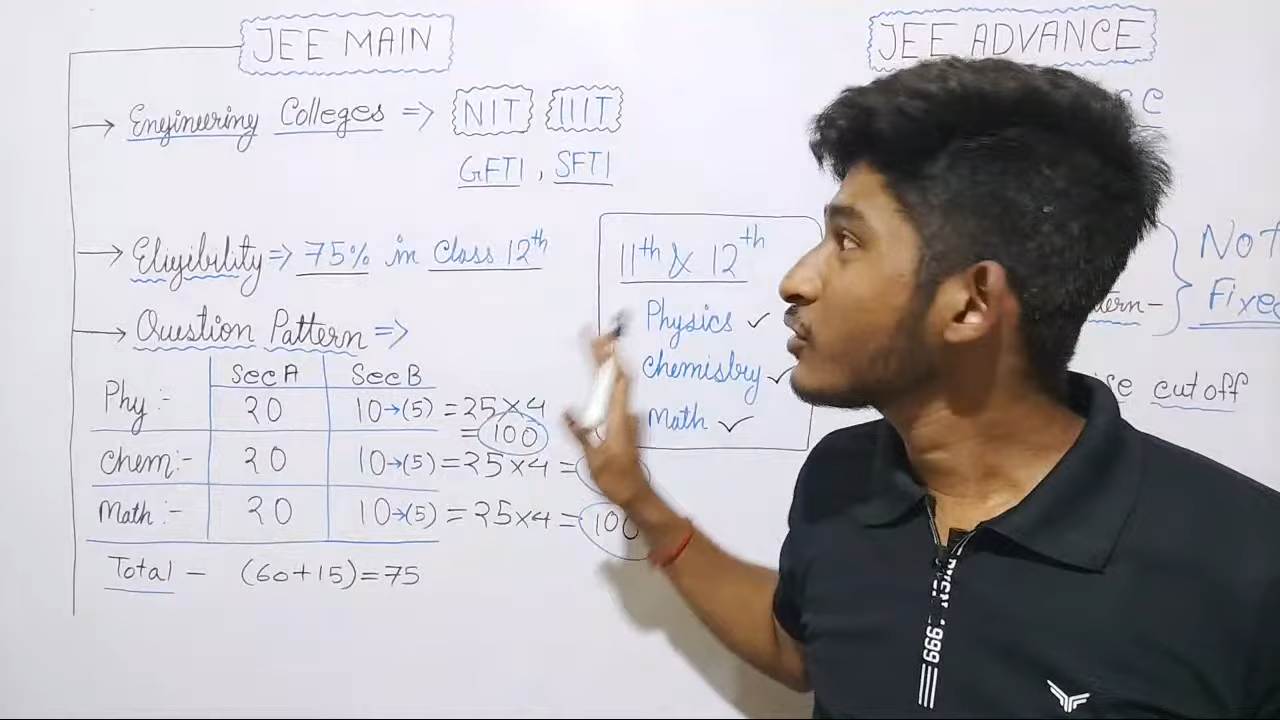 JEE MAIN
Engineering Colleges => NIT IIIT
GFTI, SFTI
Eligibility => 75% in Class 12th
Question Pattern =>
Sec A Sec B
Phy :- 20 10→(5) = 25×4
= 100
Chem:- 20 10→(5) = 25×4 =
Math :- 20 10→(5) = 25×4 = 100
Total - (60+15)=75
11th & 12th
Physics ✓
Chemistry ✓
Math ✓
JEE ADVANCE
Not
Fixed
cutoff
666